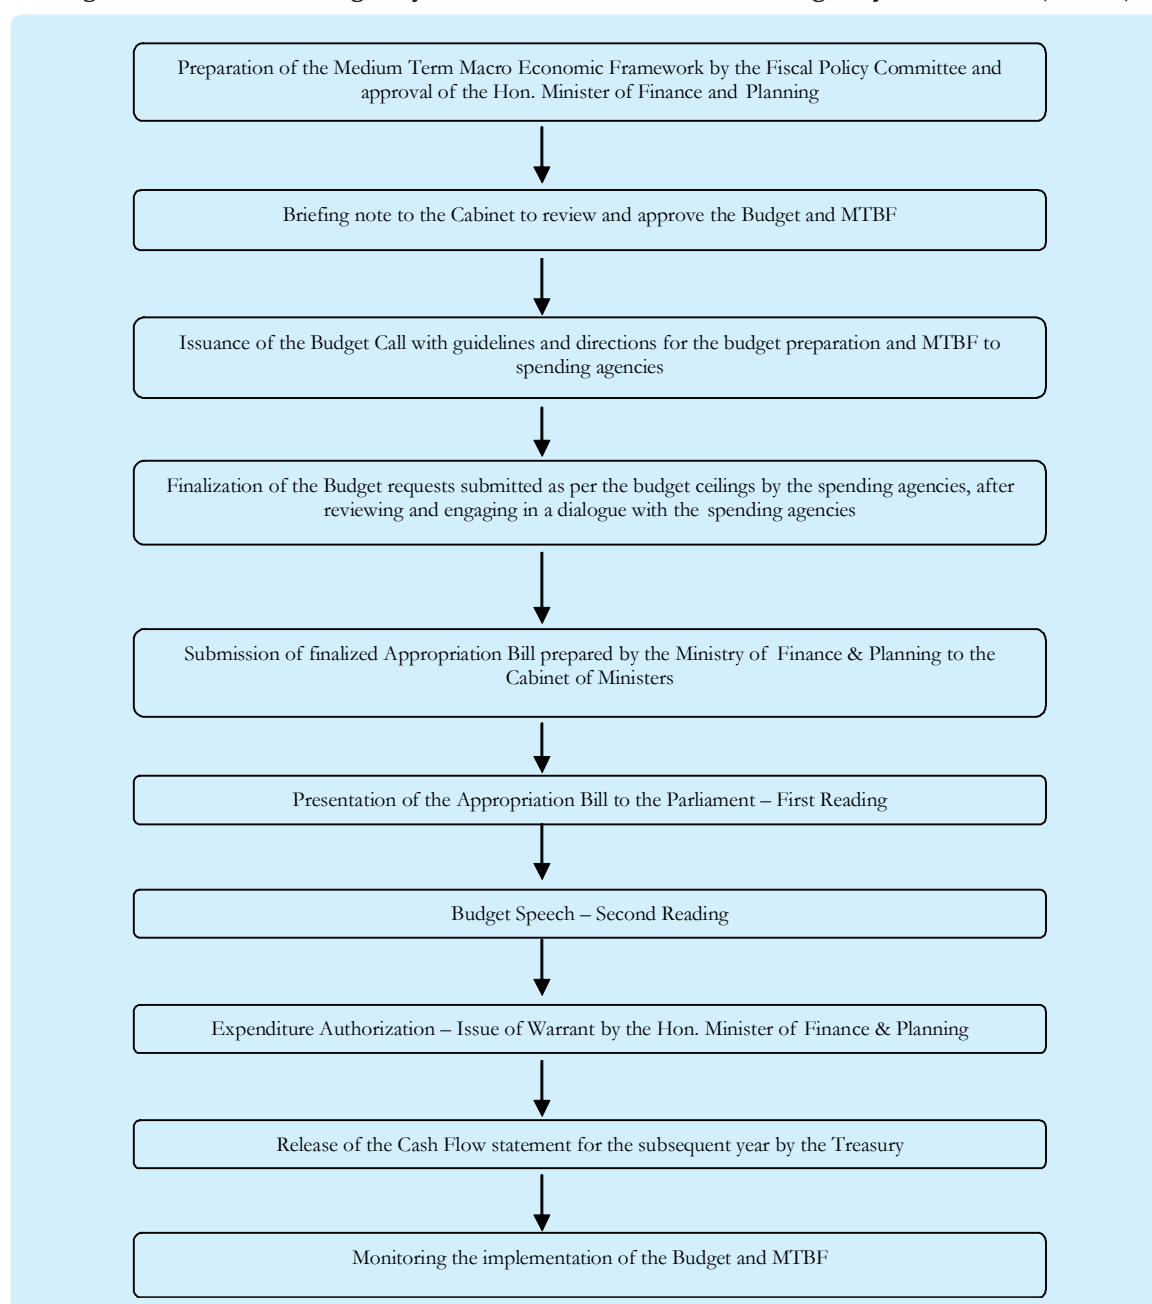 Preparation of the Medium Term Macro Economic Framework by the Fiscal Policy Committee and
approval of the Hon. Minister of Finance and Planning
Briefing note to the Cabinet to review and approve the Budget and MTBF
Issuance of the Budget Call with guidelines and directions for the budget preparation and MTBF to
spending agencies
Finalization of the Budget requests submitted as per the budget ceilings by the spending agencies, after
reviewing and engaging in a dialogue with the spending agencies
Submission of finalized Appropriation Bill prepared by the Ministry of Finance & Planning to the
Cabinet of Ministers
Presentation of the Appropriation Bill to the Parliament – First Reading
Budget Speech – Second Reading
Expenditure Authorization – Issue of Warrant by the Hon. Minister of Finance & Planning
Release of the Cash Flow statement for the subsequent year by the Treasury
Monitoring the implementation of the Budget and MTBF